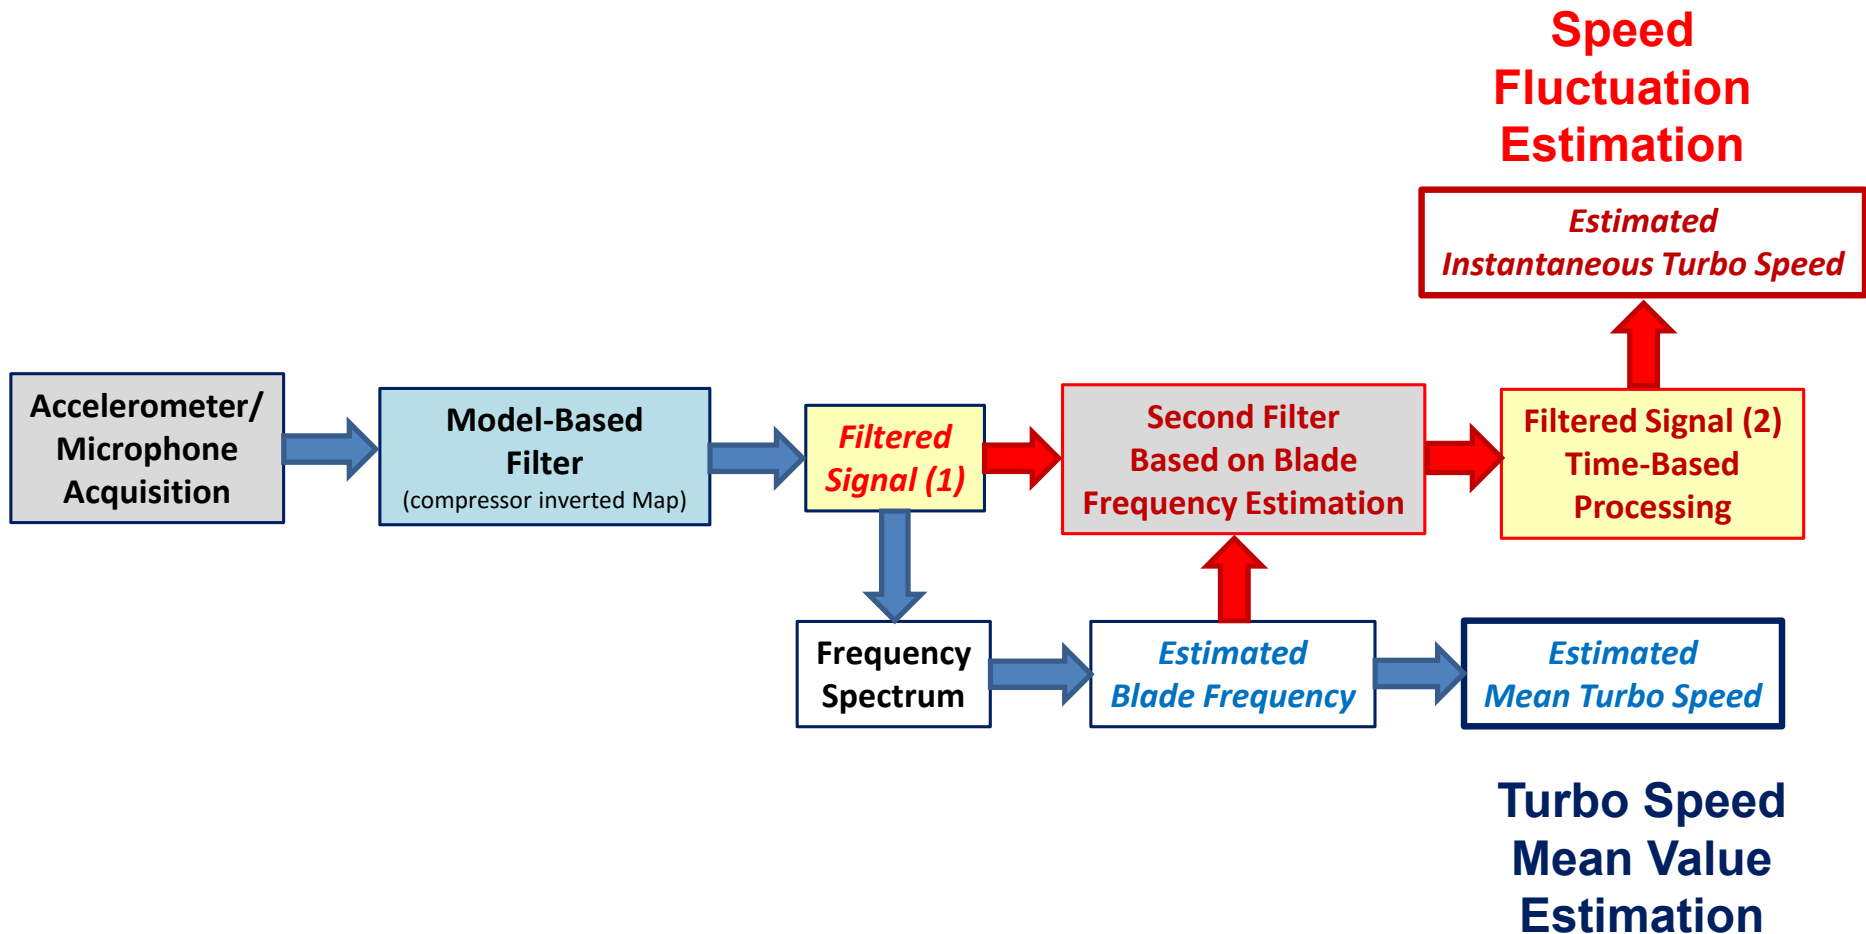 Speed
Fluctuation
Estimation
Estimated
Instantaneous Turbo Speed
Accelerometer/
Microphone
Acquisition
Model-Based
Filter
(compressor inverted Map)
Filtered
Signal (1)
Second Filter
Based on Blade
Frequency Estimation
Filtered Signal (2)
Time-Based
Processing
Frequency
Spectrum
Estimated
Blade Frequency
Estimated
Mean Turbo Speed
Turbo Speed
Mean Value
Estimation